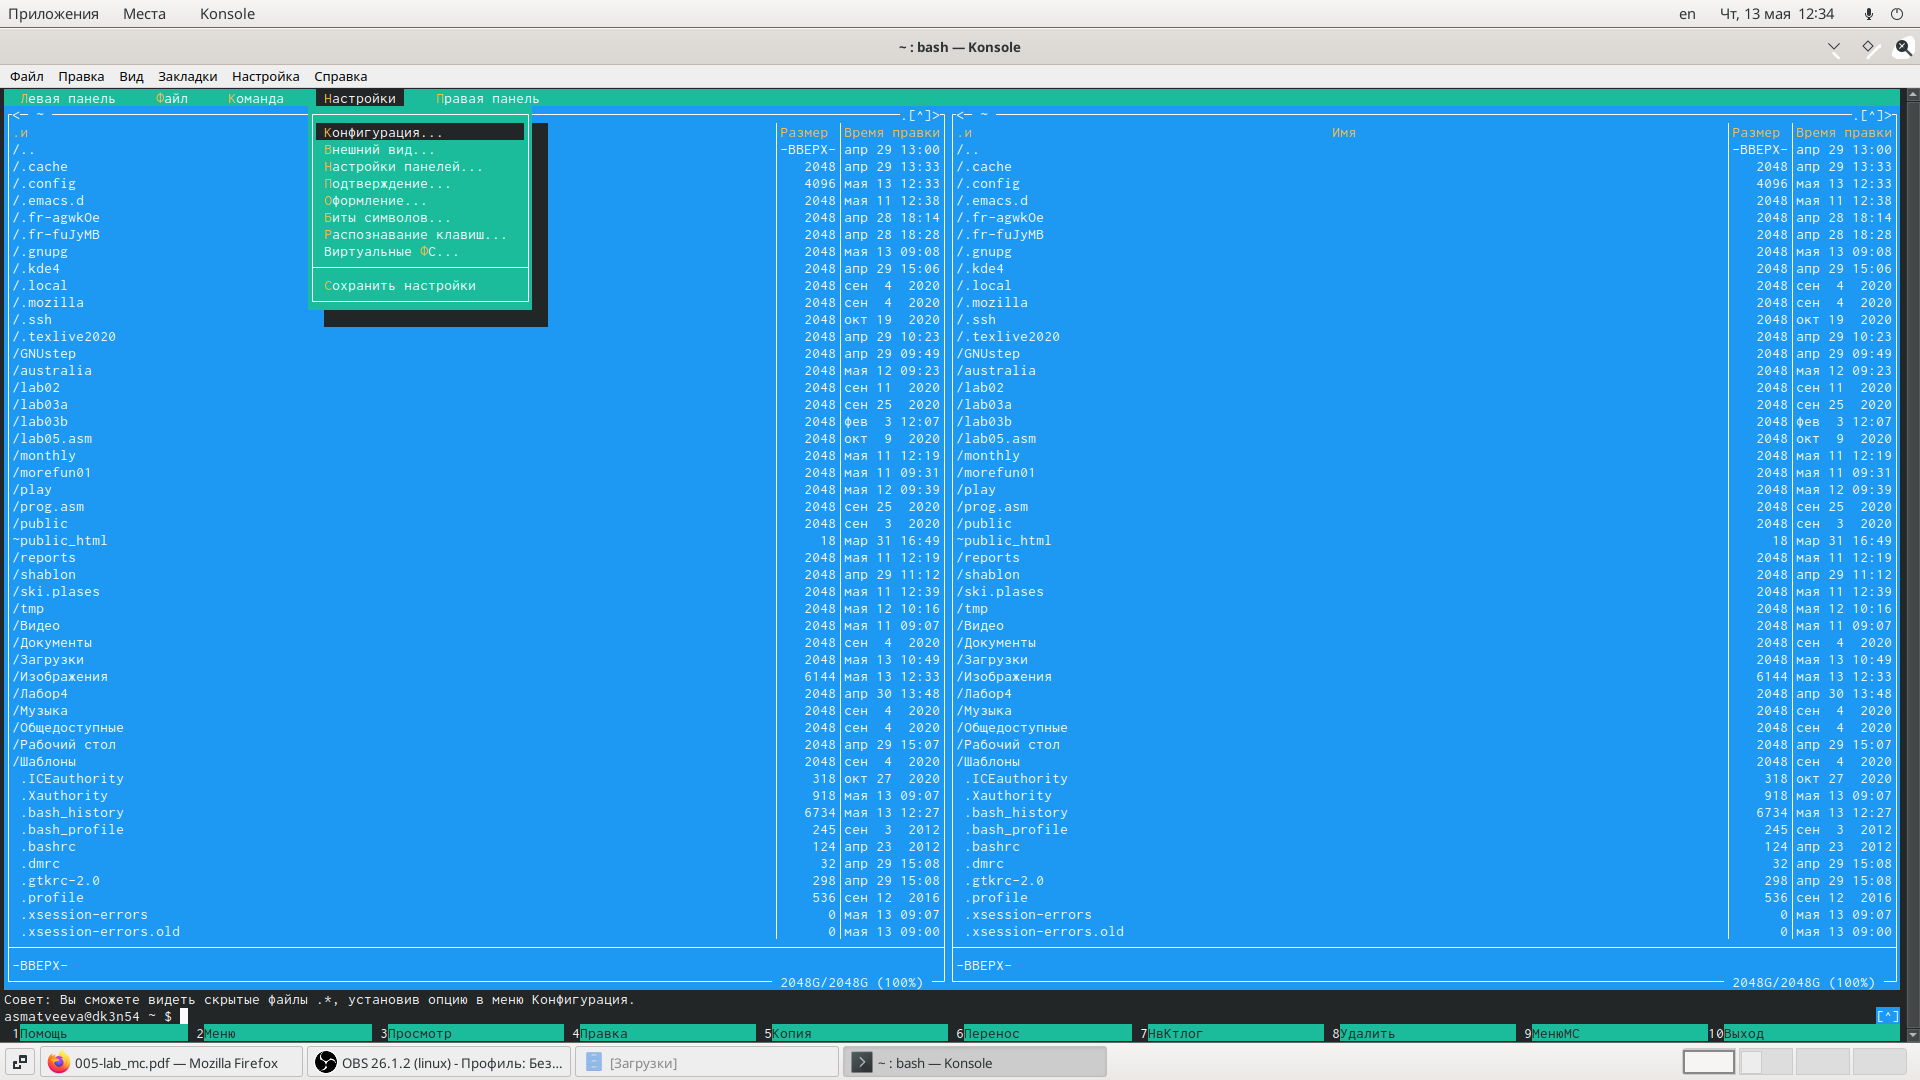 Приложения Места Konsole en Чт, 13 мая 12:34
~ : bash — Konsole
Файл Правка Вид Закладки Настройка Справка
Левая панель Файл Команда Настройки Правая панель
<─ ~ .[^]> <─ ~ .[^]>
.и Конфигурация... Размер Время правки .и Имя Размер Время правки
/.. Внешний вид... -ВВЕРХ- апр 29 13:00 /.. -ВВЕРХ- апр 29 13:00
/.cache Настройки панелей... 2048 апр 29 13:33 /.cache 2048 апр 29 13:33
/.config Подтверждение... 4096 мая 13 12:33 /.config 4096 мая 13 12:33
/.emacs.d Оформление... 2048 мая 11 12:38 /.emacs.d 2048 мая 11 12:38
/.fr-agwkOe Биты символов... 2048 апр 28 18:14 /.fr-agwkOe 2048 апр 28 18:14
/.fr-fuJyMB Распознавание клавиш... 2048 апр 28 18:28 /.fr-fuJyMB 2048 апр 28 18:28
/.gnupg Виртуальные ФС... 2048 мая 13 09:08 /.gnupg 2048 мая 13 09:08
/.kde4 2048 апр 29 15:06 /.kde4 2048 апр 29 15:06
/.local Сохранить настройки 2048 сен 4 2020 /.local 2048 сен 4 2020
/.mozilla 2048 сен 4 2020 /.mozilla 2048 сен 4 2020
/.ssh 2048 окт 19 2020 /.ssh 2048 окт 19 2020
/.texlive2020 2048 апр 29 10:23 /.texlive2020 2048 апр 29 10:23
/GNUstep 2048 апр 29 09:49 /GNUstep 2048 апр 29 09:49
/australia 2048 мая 12 09:23 /australia 2048 мая 12 09:23
/lab02 2048 сен 11 2020 /lab02 2048 сен 11 2020
/lab03a 2048 сен 25 2020 /lab03a 2048 сен 25 2020
/lab03b 2048 фев 3 12:07 /lab03b 2048 фев 3 12:07
/lab05.asm 2048 окт 9 2020 /lab05.asm 2048 окт 9 2020
/monthly 2048 мая 11 12:19 /monthly 2048 мая 11 12:19
/morefun01 2048 мая 11 09:31 /morefun01 2048 мая 11 09:31
/play 2048 мая 12 09:39 /play 2048 мая 12 09:39
/prog.asm 2048 сен 25 2020 /prog.asm 2048 сен 25 2020
/public 2048 сен 3 2020 /public 2048 сен 3 2020
~public_html 18 мар 31 16:49 ~public_html 18 мар 31 16:49
/reports 2048 мая 11 12:19 /reports 2048 мая 11 12:19
/shablon 2048 апр 29 11:12 /shablon 2048 апр 29 11:12
/ski.plases 2048 мая 11 12:39 /ski.plases 2048 мая 11 12:39
/tmp 2048 мая 12 10:16 /tmp 2048 мая 12 10:16
/Видео 2048 мая 11 09:07 /Видео 2048 мая 11 09:07
/Документы 2048 сен 4 2020 /Документы 2048 сен 4 2020
/Загрузки 2048 мая 13 10:49 /Загрузки 2048 мая 13 10:49
/Изображения 6144 мая 13 12:33 /Изображения 6144 мая 13 12:33
/Лабор4 2048 апр 30 13:48 /Лабор4 2048 апр 30 13:48
/Музыка 2048 сен 4 2020 /Музыка 2048 сен 4 2020
/Общедоступные 2048 сен 4 2020 /Общедоступные 2048 сен 4 2020
/Рабочий стол 2048 апр 29 15:07 /Рабочий стол 2048 апр 29 15:07
/Шаблоны 2048 сен 4 2020 /Шаблоны 2048 сен 4 2020
.ICEauthority 318 окт 27 2020 .ICEauthority 318 окт 27 2020
.Xauthority 918 мая 13 09:07 .Xauthority 918 мая 13 09:07
.bash_history 6734 мая 13 12:27 .bash_history 6734 мая 13 12:27
.bash_profile 245 сен 3 2012 .bash_profile 245 сен 3 2012
.bashrc 124 апр 23 2012 .bashrc 124 апр 23 2012
.dmrc 32 апр 29 15:08 .dmrc 32 апр 29 15:08
.gtkrc-2.0 298 апр 29 15:08 .gtkrc-2.0 298 апр 29 15:08
.profile 536 сен 12 2016 .profile 536 сен 12 2016
.xsession-errors 0 мая 13 09:07 .xsession-errors 0 мая 13 09:07
.xsession-errors.old 0 мая 13 09:00 .xsession-errors.old 0 мая 13 09:00
-ВВЕРХ- -ВВЕРХ-
2048G/2048G (100%) 2048G/2048G (100%)
Совет: Вы сможете видеть скрытые файлы .*, установив опцию в меню Конфигурация.
asmatveeva@dk3n54 ~ $ [^]
1Помощь 2Меню 3Просмотр 4Правка 5Копия 6Перенос 7НвКтлог 8Удалить 9МенюМС 10Выход
005-lab_mc.pdf — Mozilla Firefox OBS 26.1.2 (linux) - Профиль: Без... [Загрузки] ~ : bash — Konsole